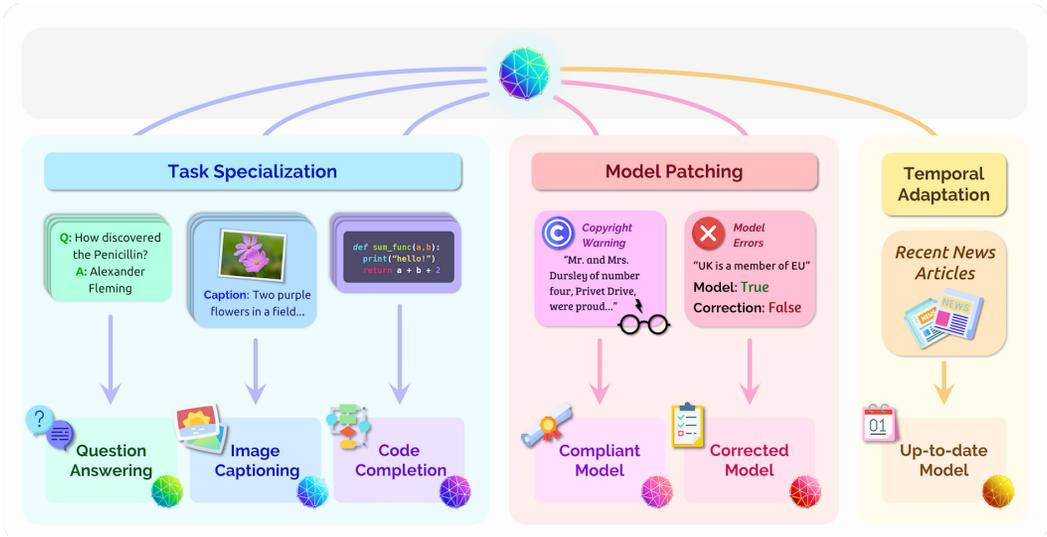 Task Specialization
Q: How discovered
the Penicillin?
A: Alexander
Fleming
Caption: Two purple
flowers in a field...
def sum_func(a,b):
print("hello!")
return a + b + 2
Question
Answering
Image
Captioning
Code
Completion
Model Patching
Copyright
Warning
"Mr. and Mrs.
Dursley of number
four, Privet Drive,
were proud..."
Model
Errors
"UK is a member of EU"
Model: True
Correction: False
Compliant
Model
Corrected
Model
Temporal
Adaptation
Recent News
Articles
NEWS
NEWS
01
Up-to-date
Model